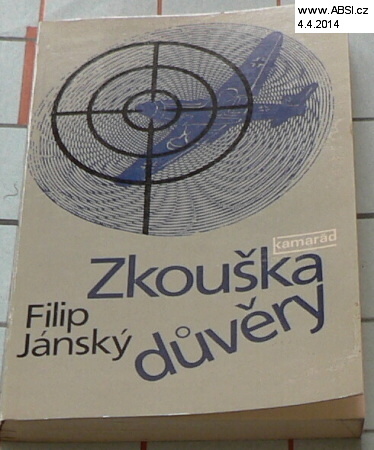 www.ABSI.cz
4.4.2014
kamarád
Zkouška
důvěry
Filip
Jánský